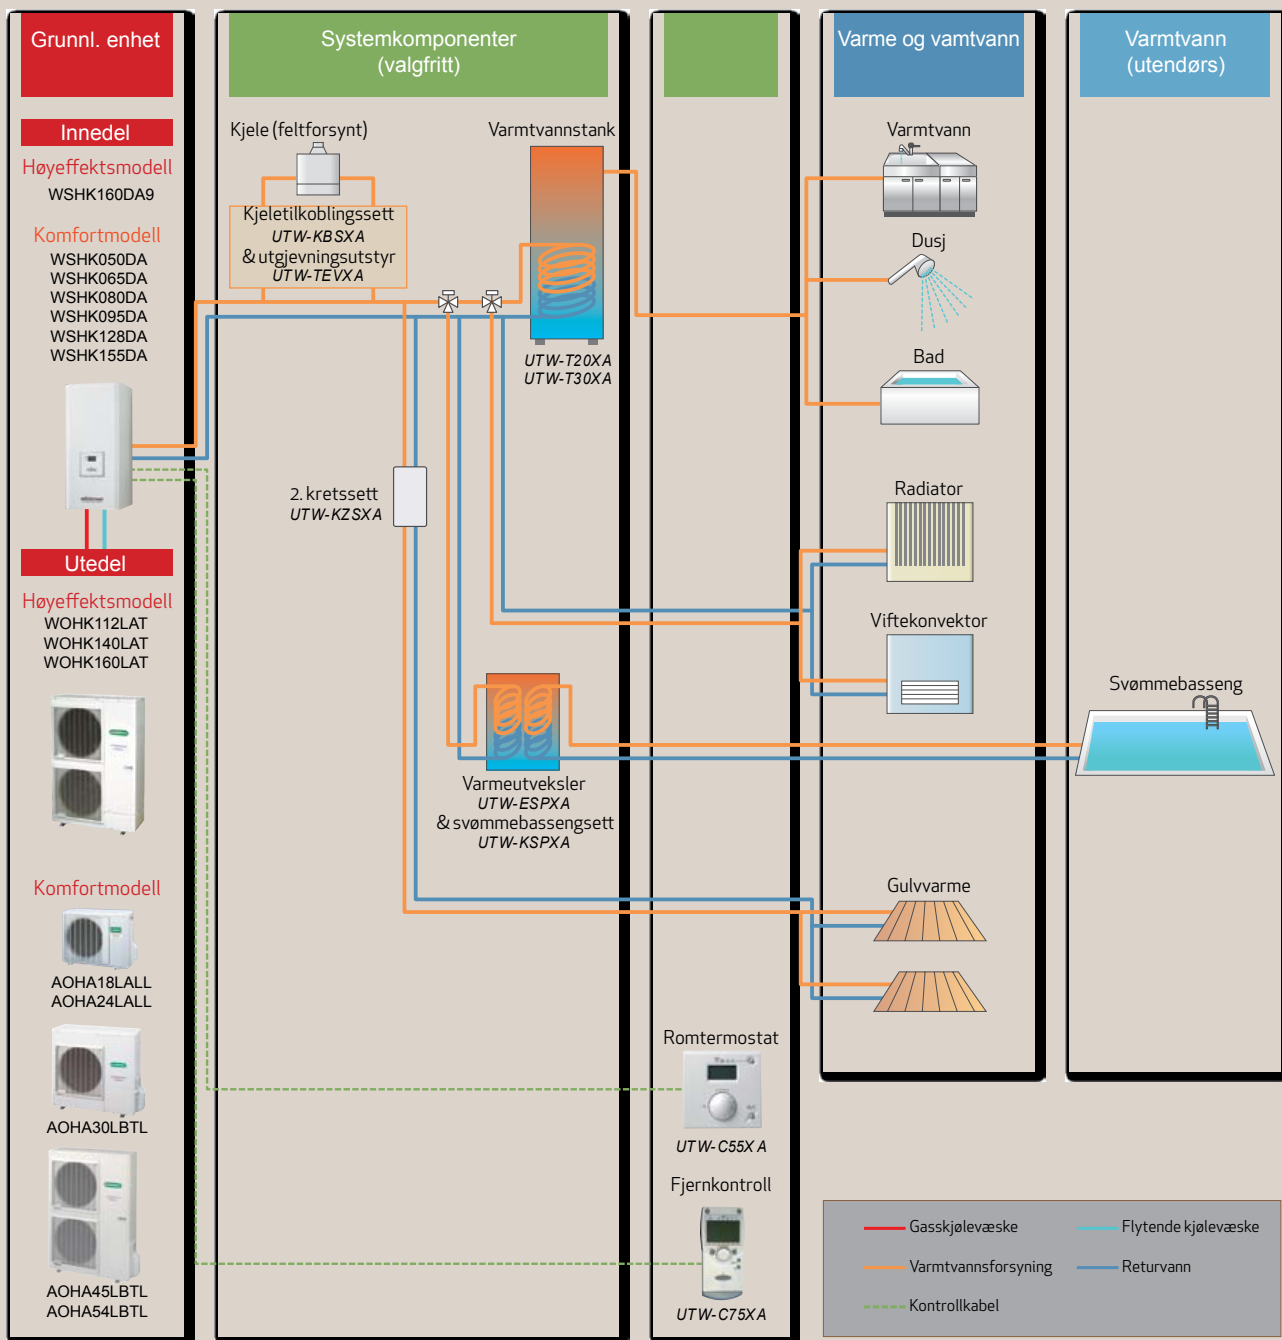 Grunnl. enhet
Innedel
Høyeffektsmodell
WSHK160DA9
Komfortmodell
WSHK050DA
WSHK065DA
WSHK080DA
WSHK095DA
WSHK128DA
WSHK155DA
Utedel
Høyeffektsmodell
WOHK112LAT
WOHK140LAT
WOHK160LAT
Komfortmodell
AOHA18LALL
AOHA24LALL
AOHA30LBTL
AOHA45LBTL
AOHA54LBTL
Systemkomponenter
(valgfritt)
Kjele (feltforsynt)
Kjeletilkoblingssett
UTW-KBSXA
& utgjevningsutstyr
UTW-TEVXA
Varmtvannstank
UTW-T20XA
UTW-T30XA
2. kretssett
UTW-KZSXA
Varmeutveksler
UTW-ESPXA
& svømmebassengsett
UTW-KSPXA
Romtermostat
UTW-C55XA
Fjernkontroll
UTW-C75XA
Varme og vamtvann
Varmtvann
Dusj
Bad
Radiator
Viftekonvektor
Gulvvarme
Varmtvann
(utendørs)
Svømmebasseng
Gasskjølevæske
Flytende kjølevæske
Varmtvannsforsyning
Returvann
Kontrollkabel